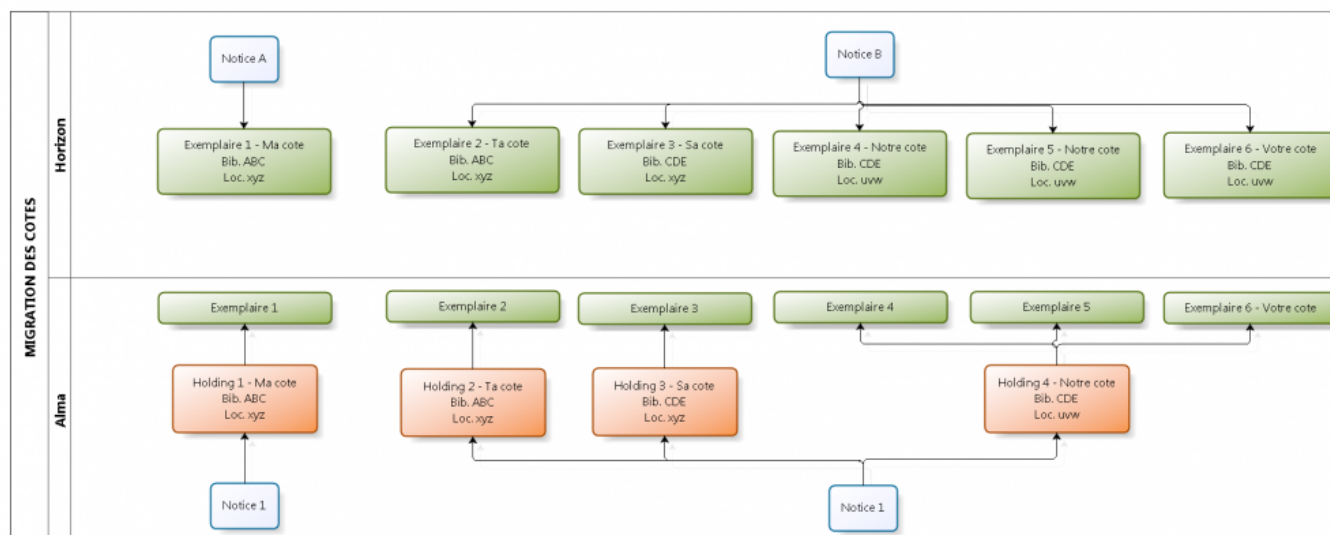 MIGRATION DES COTES
Horizon
Notice A
Notice B
Exemplaire 1 - Ma cote
Bib. ABC
Loc. xyz
Exemplaire 2 - Ta cote
Bib. ABC
Loc. xyz
Exemplaire 3 - Sa cote
Bib. CDE
Loc. xyz
Exemplaire 4 - Notre cote
Bib. CDE
Loc. uvw
Exemplaire 5 - Notre cote
Bib. CDE
Loc. uvw
Exemplaire 6 - Votre cote
Bib. CDE
Loc. uvw
Alma
Exemplaire 1
Exemplaire 2
Exemplaire 3
Exemplaire 4
Exemplaire 5
Exemplaire 6 - Votre cote
Holding 1 - Ma cote
Bib. ABC
Loc. xyz
Holding 2 - Ta cote
Bib. ABC
Loc. xyz
Holding 3 - Sa cote
Bib. CDE
Loc. xyz
Holding 4 - Notre cote
Bib. CDE
Loc. uvw
Notice 1
Notice 1